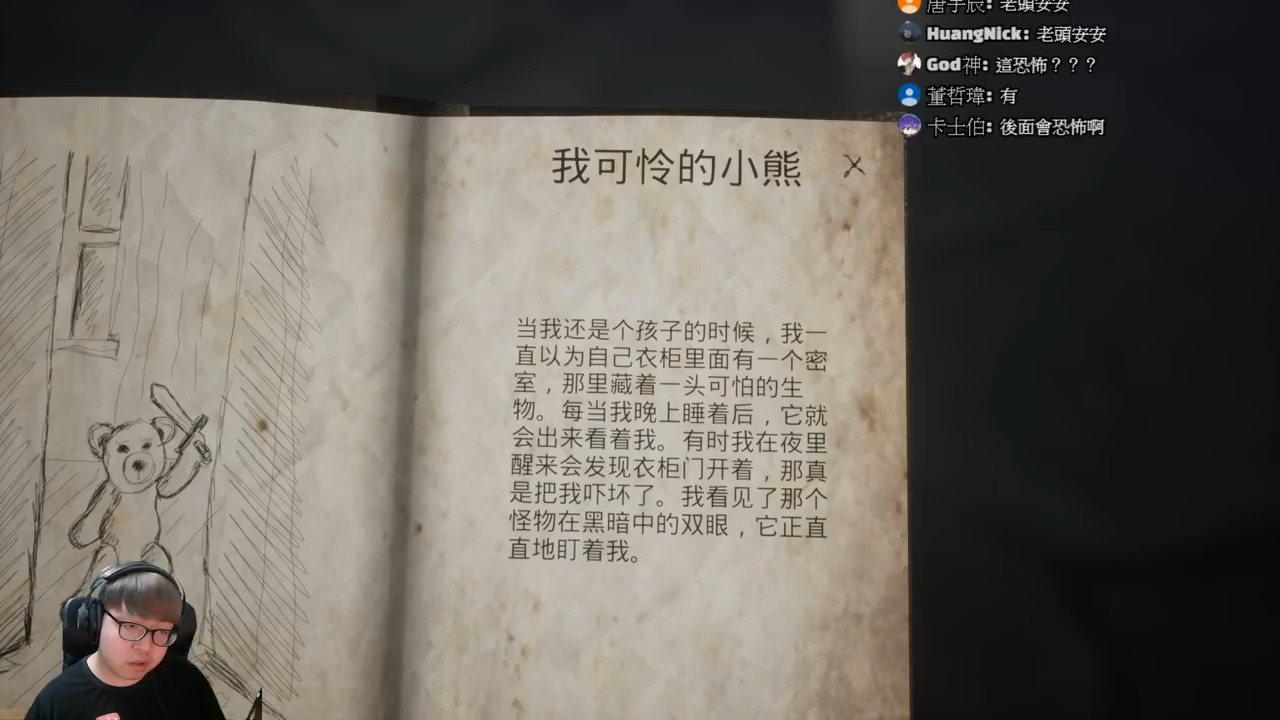 唐宇辰: 老頭安安
HuangNick: 老頭安安
God神: 這恐怖？？？
董哲瑋: 有
卡士伯: 後面會恐怖啊
我可怜的小熊
当我还是个孩子的时候，我一
直以为自己衣柜里面有一个密
室，那里藏着一头可怕的生
物。每当我晚上睡着后，它就
会出来看着我。有时我在夜里
醒来会发现衣柜门开着，那真
是把我吓坏了。我看见了那个
怪物在黑暗中的双眼，它正直
直地盯着我。